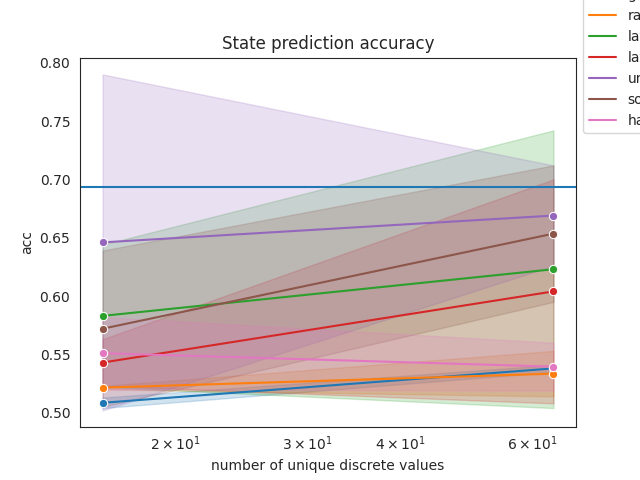 State prediction accuracy
0.80
0.75
0.70
0.65
0.60
0.55
0.50
acc
2 × 10¹
3 × 10¹
4 × 10¹
6 × 10¹
number of unique discrete values
ra
la
la
ur
so
ha